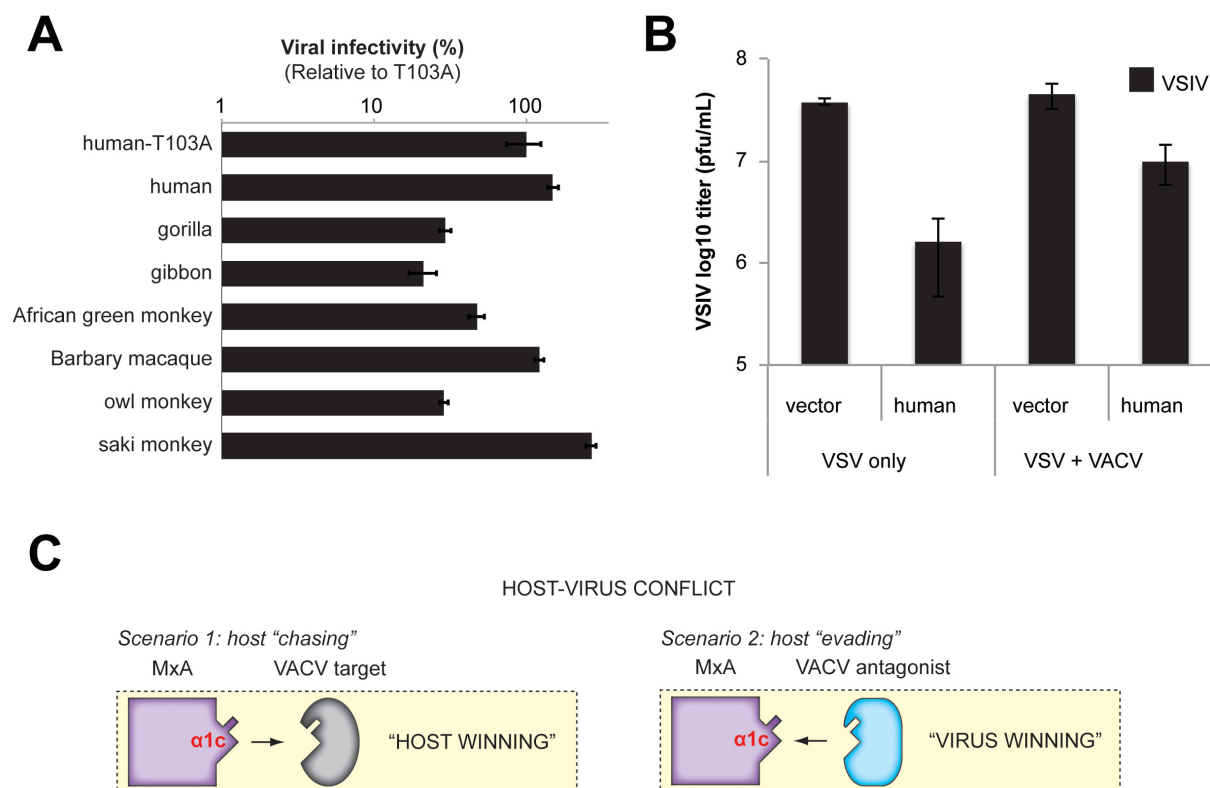 A
Viral infectivity (%)
(Relative to T103A)
1 10 100
human-T103A
human
gorilla
gibbon
African green monkey
Barbary macaque
owl monkey
saki monkey
B
VSIV log10 titer (pfu/mL)
8
7
6
5
VSIV
vector human vector human
VSV only VSV + VACV
C
HOST-VIRUS CONFLICT
Scenario 1: host “chasing”
MxA VACV target
α1c
“HOST WINNING”
Scenario 2: host “evading”
MxA VACV antagonist
α1c
“VIRUS WINNING”